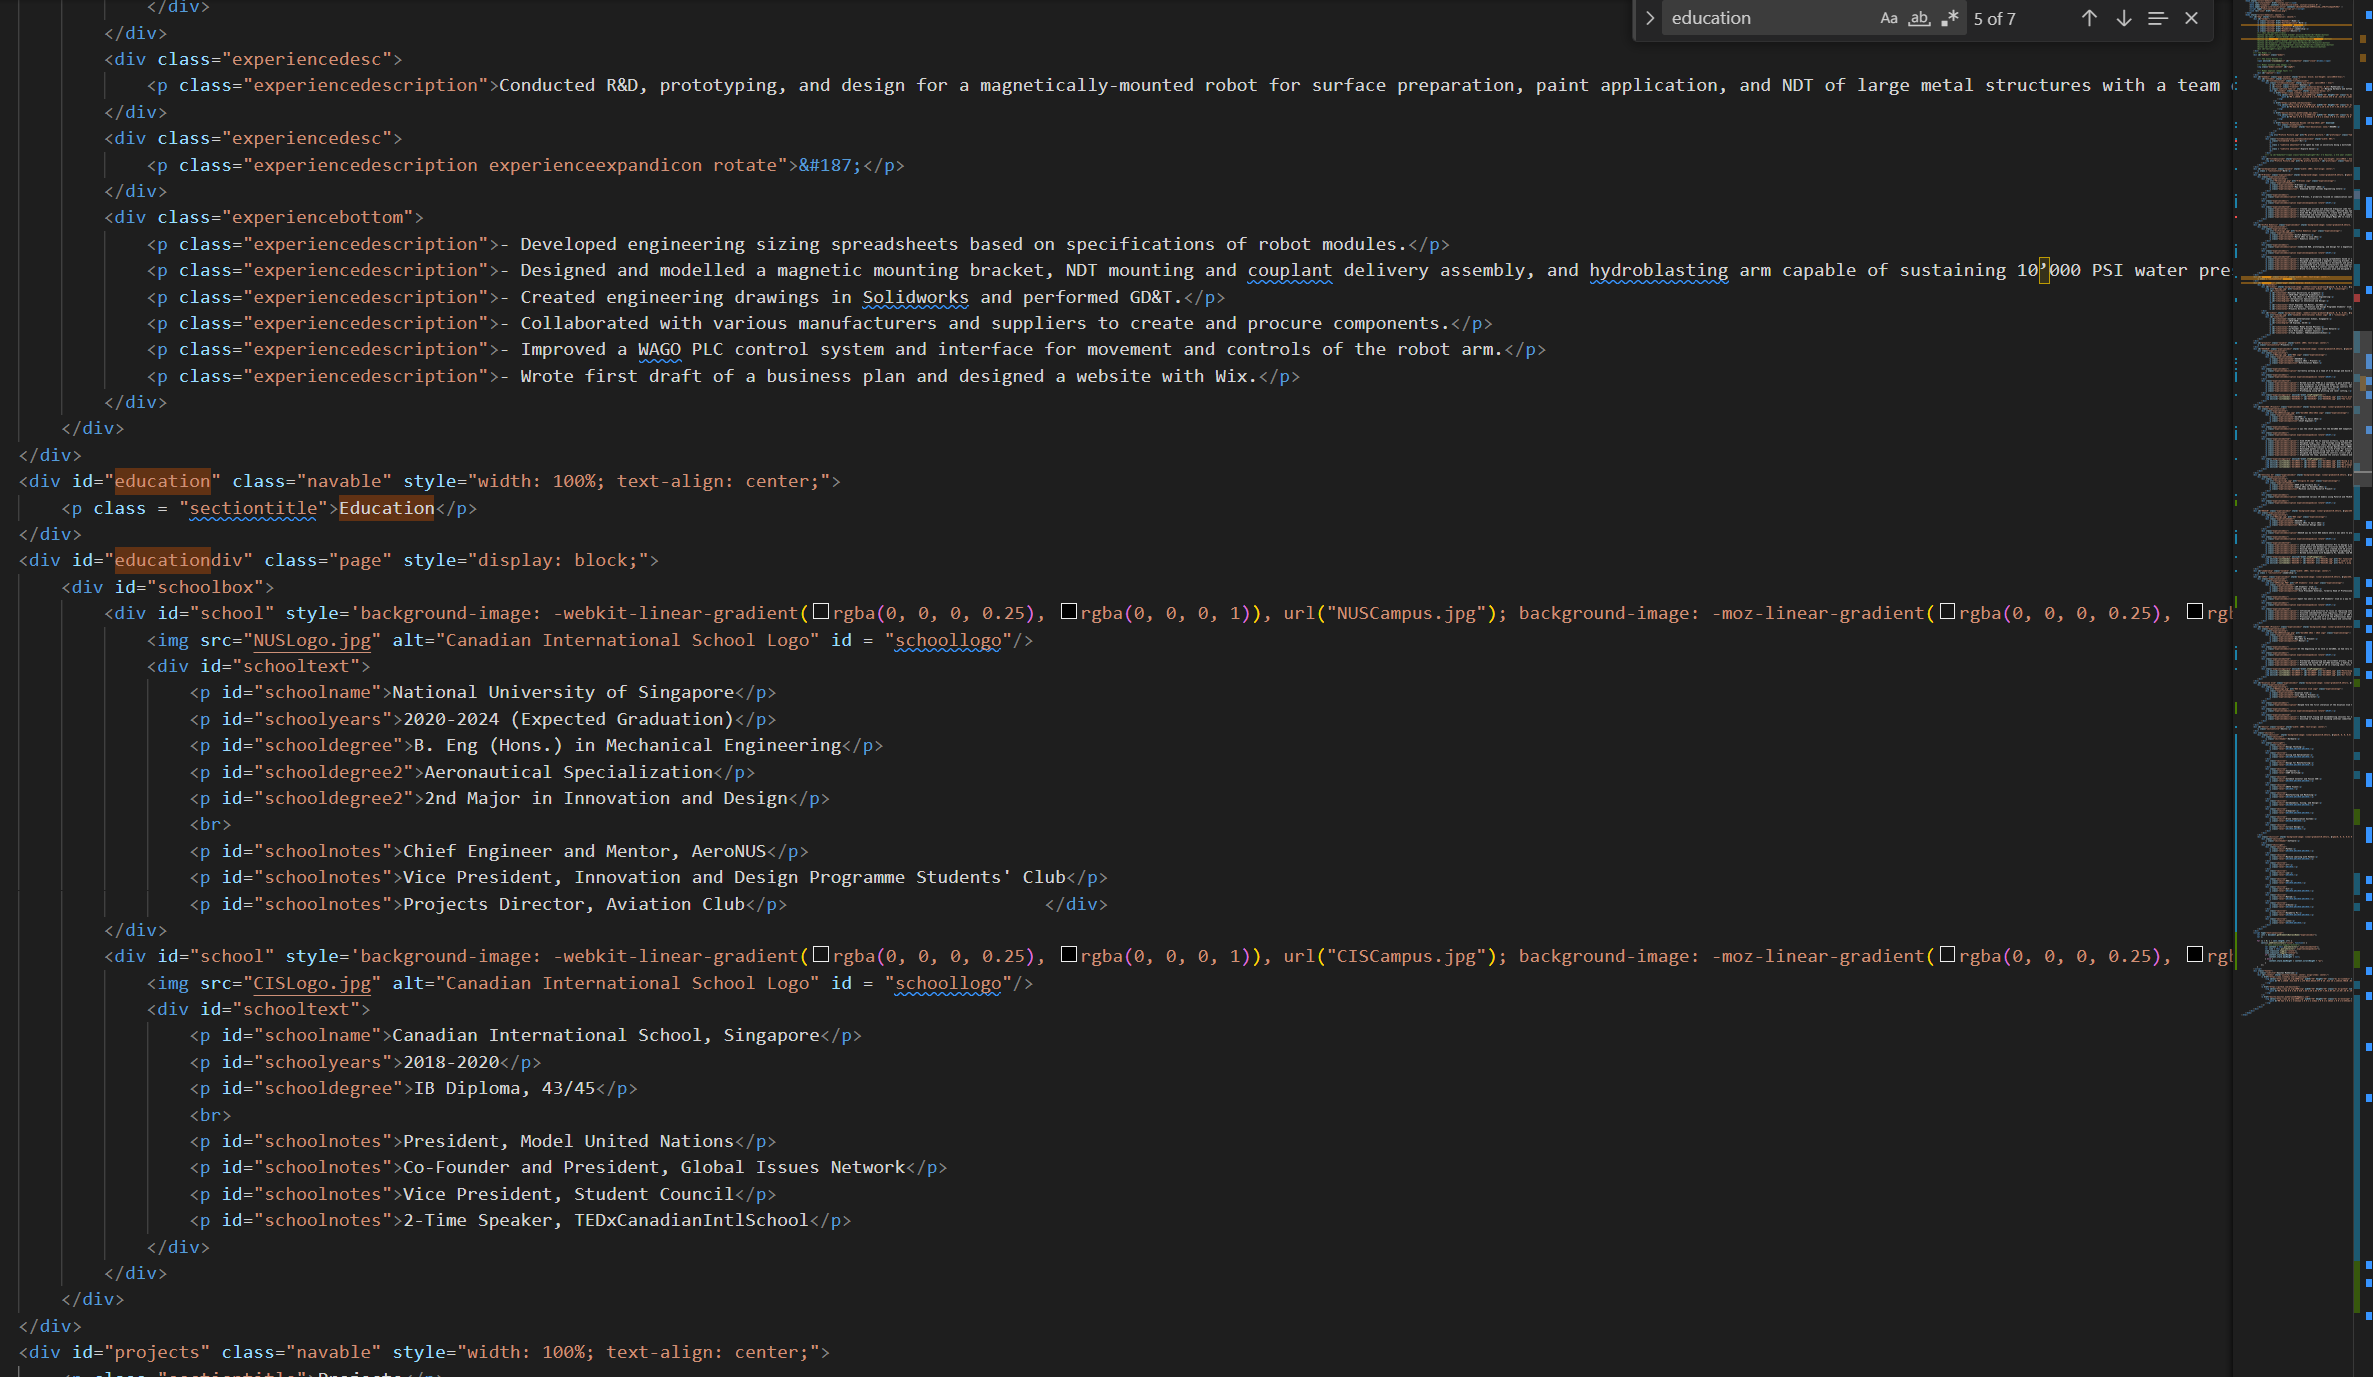 </div>
education Aa ab 5 of 7
</div>
<div class="experiencedesc">
<p class="experiencedescription">Conducted R&D, prototyping, and design for a magnetically-mounted robot for surface preparation, paint application, and NDT of large metal structures with a team
</div>
<div class="experiencedesc">
<p class="experiencedescription experienceexpandicon rotate">&#187;</p>
</div>
<div class="experiencebottom">
<p class="experiencedescription">- Developed engineering sizing spreadsheets based on specifications of robot modules.</p>
<p class="experiencedescription">- Designed and modelled a magnetic mounting bracket, NDT mounting and couplant delivery assembly, and hydroblasting arm capable of sustaining 10’000 PSI water pre
<p class="experiencedescription">- Created engineering drawings in Solidworks and performed GD&T.</p>
<p class="experiencedescription">- Collaborated with various manufacturers and suppliers to create and procure components.</p>
<p class="experiencedescription">- Improved a WAGO PLC control system and interface for movement and controls of the robot arm.</p>
<p class="experiencedescription">- Wrote first draft of a business plan and designed a website with Wix.</p>
</div>
</div>
</div>
<div id="education" class="navable" style="width: 100%; text-align: center;">
<p class = "sectiontitle">Education</p>
</div>
<div id="educationdiv" class="page" style="display: block;">
<div id="schoolbox">
<div id="school" style='background-image: -webkit-linear-gradient(rgba(0, 0, 0, 0.25), rgba(0, 0, 0, 1)), url("NUSCampus.jpg"); background-image: -moz-linear-gradient(rgba(0, 0, 0, 0.25), rgb
<img src="NUSLogo.jpg" alt="Canadian International School Logo" id = "schoollogo"/>
<div id="schooltext">
<p id="schoolname">National University of Singapore</p>
<p id="schoolyears">2020-2024 (Expected Graduation)</p>
<p id="schooldegree">B. Eng (Hons.) in Mechanical Engineering</p>
<p id="schooldegree2">Aeronautical Specialization</p>
<p id="schooldegree2">2nd Major in Innovation and Design</p>
<br>
<p id="schoolnotes">Chief Engineer and Mentor, AeroNUS</p>
<p id="schoolnotes">Vice President, Innovation and Design Programme Students' Club</p>
<p id="schoolnotes">Projects Director, Aviation Club</p> </div>
</div>
<div id="school" style='background-image: -webkit-linear-gradient(rgba(0, 0, 0, 0.25), rgba(0, 0, 0, 1)), url("CISCampus.jpg"); background-image: -moz-linear-gradient(rgba(0, 0, 0, 0.25), rgb
<img src="CISLogo.jpg" alt="Canadian International School Logo" id = "schoollogo"/>
<div id="schooltext">
<p id="schoolname">Canadian International School, Singapore</p>
<p id="schoolyears">2018-2020</p>
<p id="schooldegree">IB Diploma, 43/45</p>
<br>
<p id="schoolnotes">President, Model United Nations</p>
<p id="schoolnotes">Co-Founder and President, Global Issues Network</p>
<p id="schoolnotes">Vice President, Student Council</p>
<p id="schoolnotes">2-Time Speaker, TEDxCanadianIntlSchool</p>
</div>
</div>
</div>
</div>
<div id="projects" class="navable" style="width: 100%; text-align: center;">
<p class="sectiontitle">Projects</p>